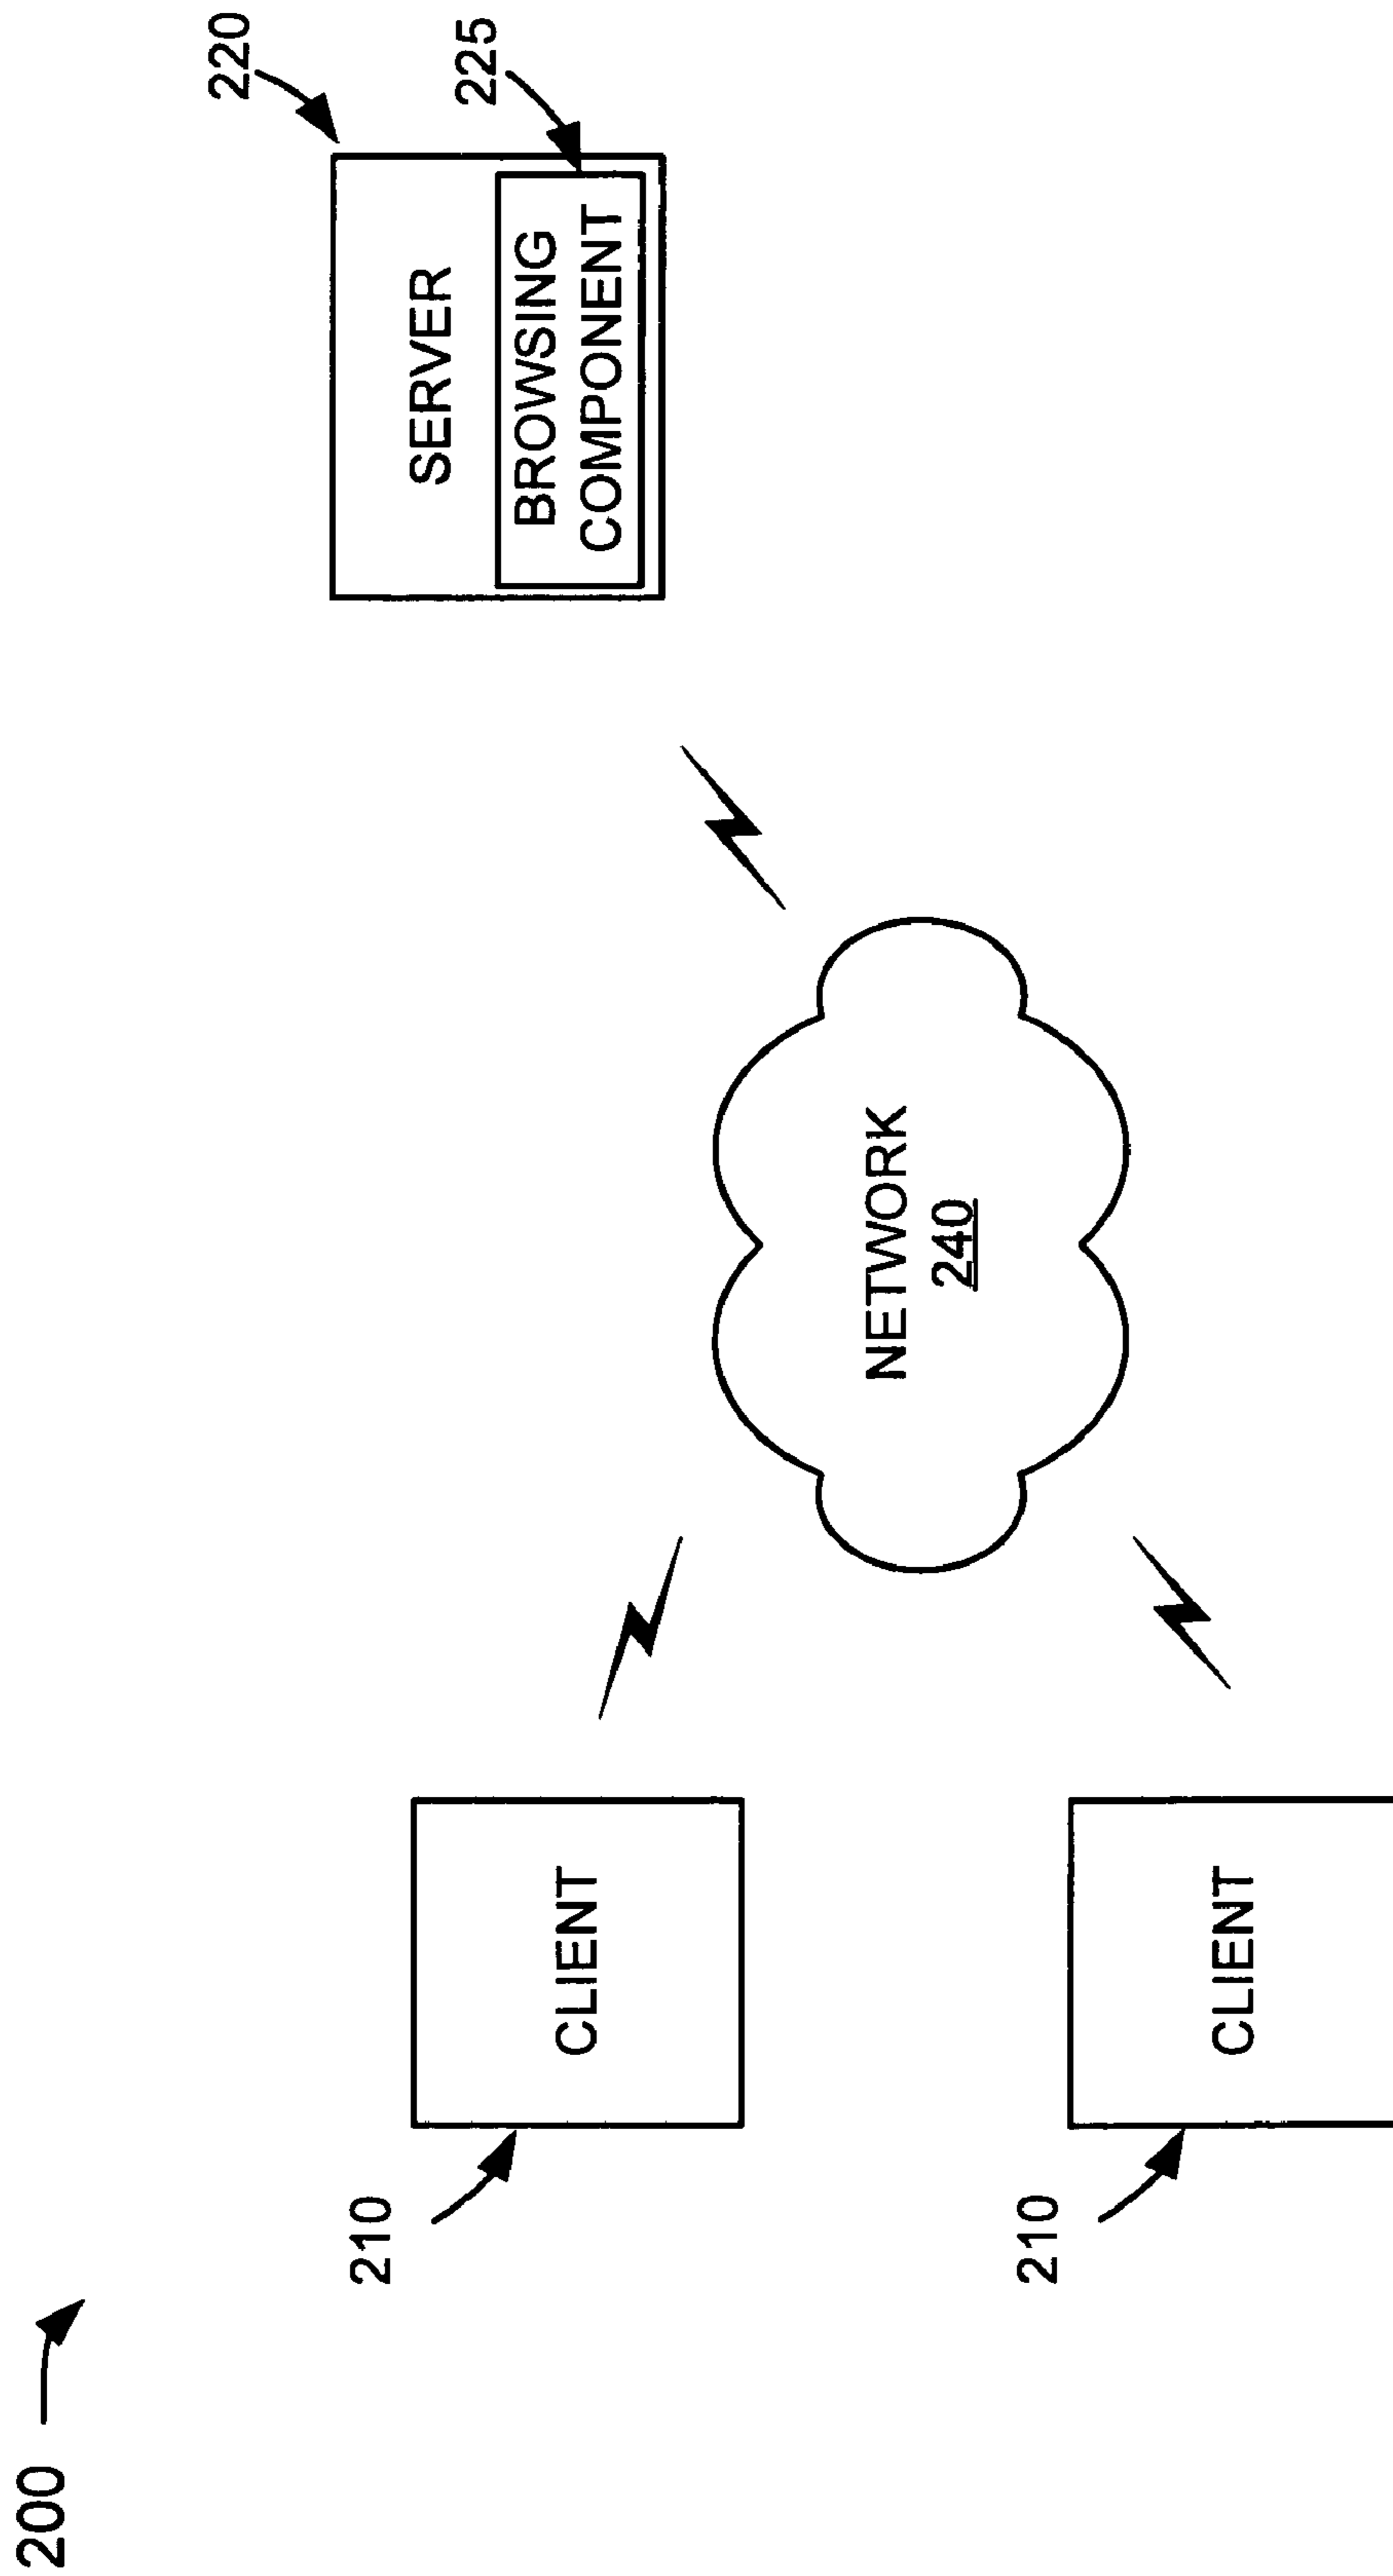 200
210
CLIENT
210
CLIENT
NETWORK
240
220
SERVER
225
BROWSING
COMPONENT